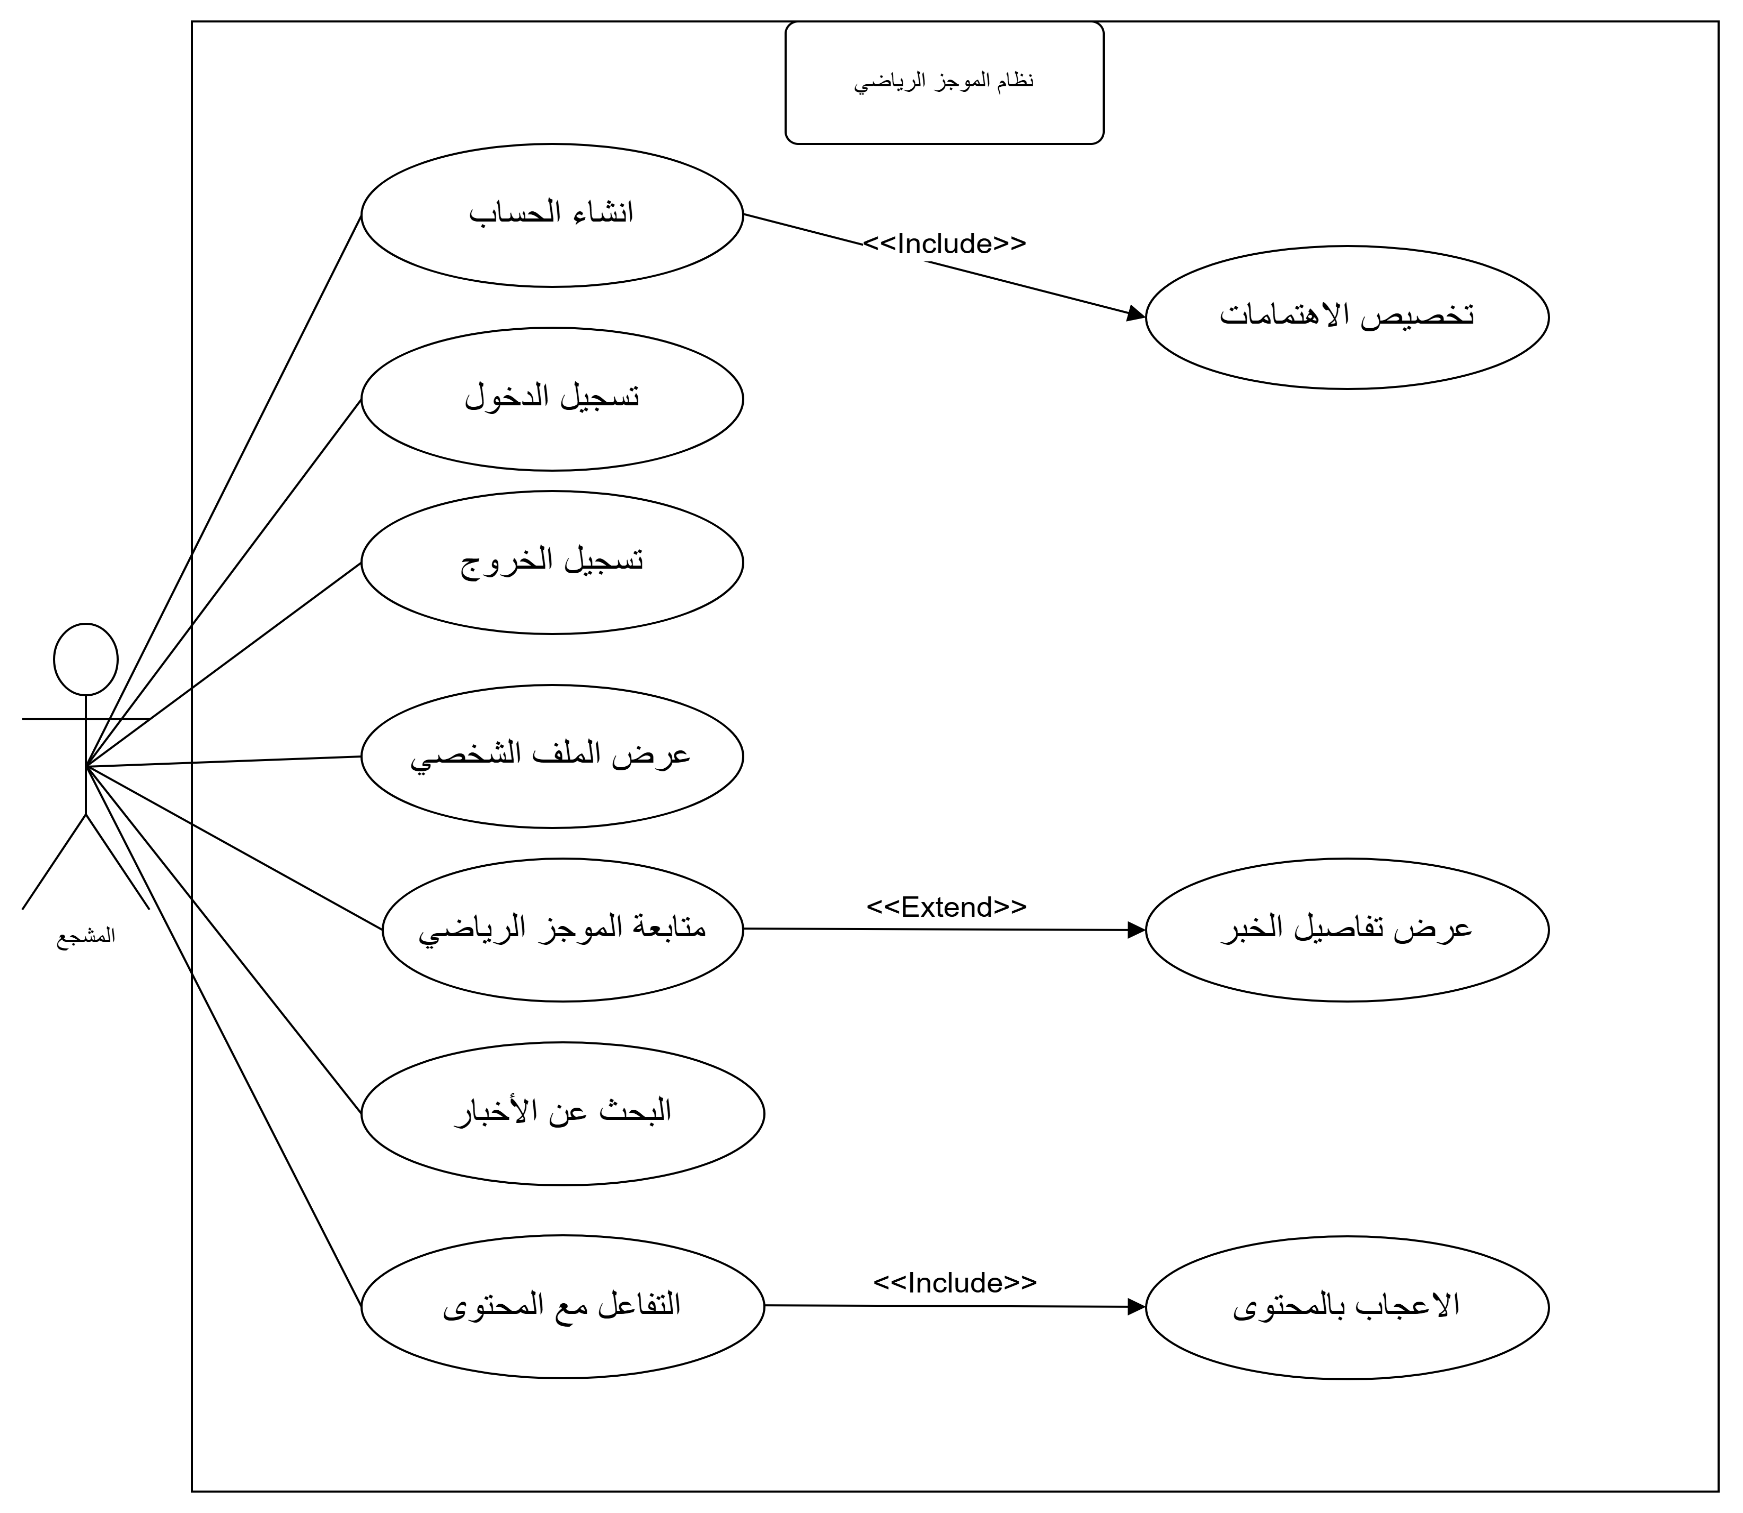 نظام الموجز الرياضي
انشاء الحساب
<<Include>>
تخصيص الاهتمامات
تسجيل الدخول
تسجيل الخروج
عرض الملف الشخصي
متابعة الموجز الرياضي
<<Extend>>
عرض تفاصيل الخبر
المشجع
البحث عن الأخبار
التفاعل مع المحتوى
<<Include>>
الاعجاب بالمحتوى